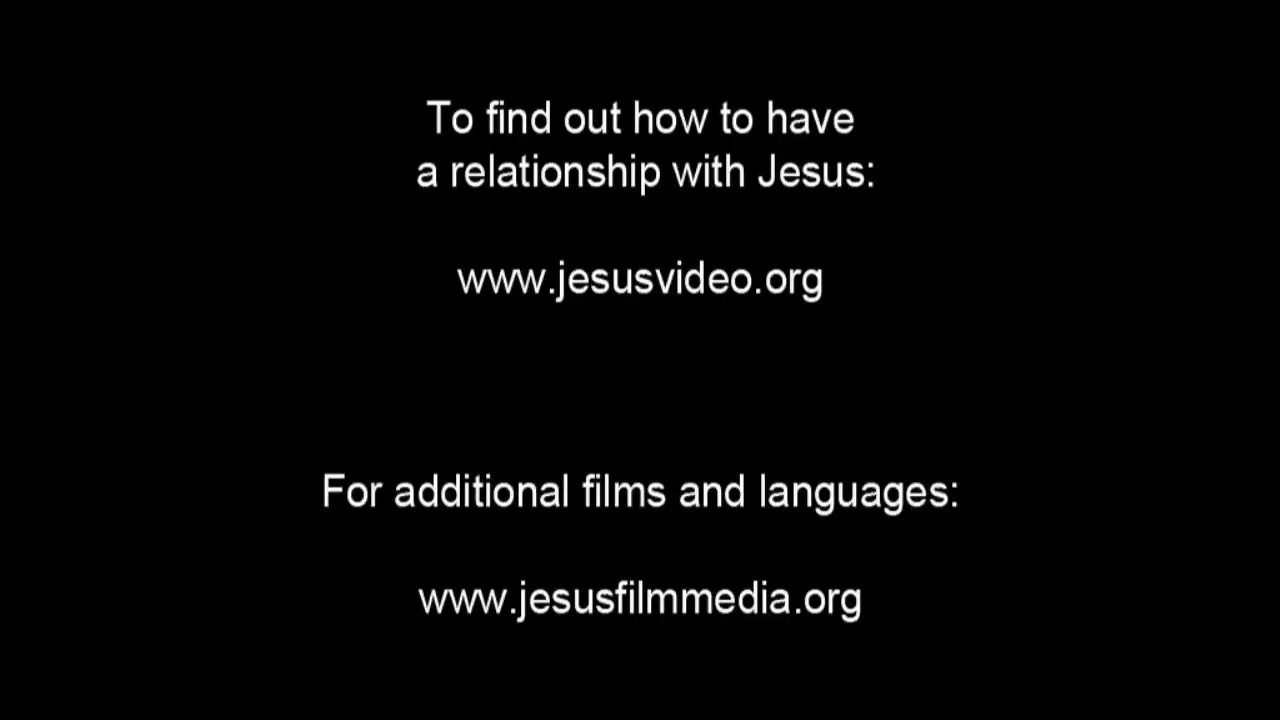 To find out how to have
a relationship with Jesus:
www.jesusvideo.org
For additional films and languages:
www.jesusfilmmedia.org